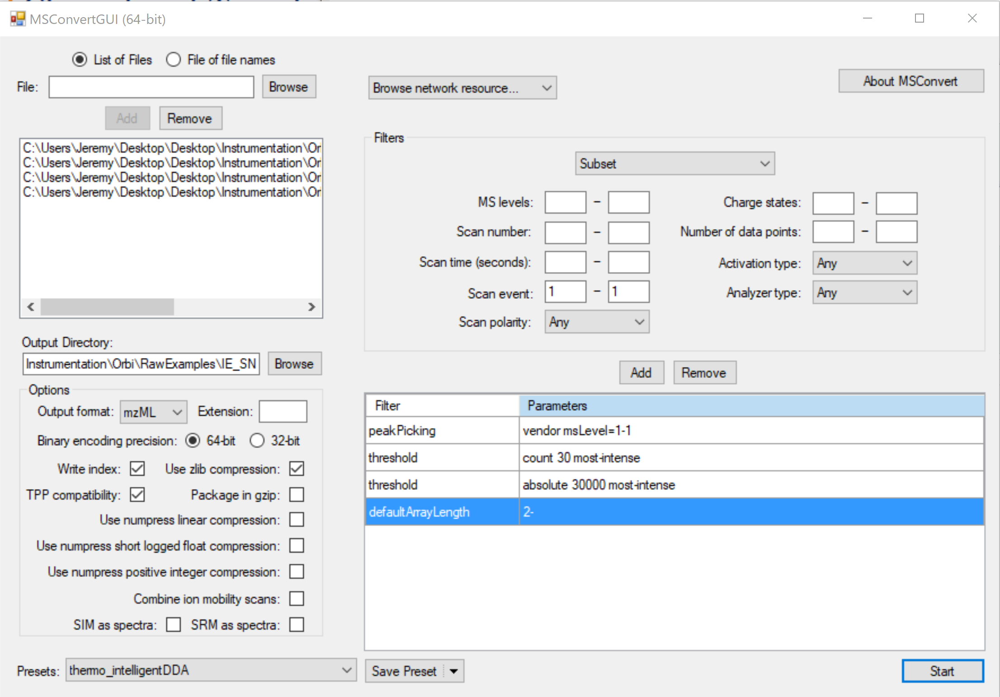 MSConvertGUI (64-bit)
List of Files File of file names
File: Browse
Add Remove
C:\Users\Jeremy\Desktop\Desktop\Instrumentation\Or
C:\Users\Jeremy\Desktop\Desktop\Instrumentation\Or
C:\Users\Jeremy\Desktop\Desktop\Instrumentation\Or
C:\Users\Jeremy\Desktop\Desktop\Instrumentation\Or
Output Directory:
Instrumentation\Orbi\RawExamples\IE_SN Browse
Options
Output format: mzML Extension:
Binary encoding precision: 64-bit 32-bit
Write index: Use zlib compression:
TPP compatibility: Package in gzip:
Use numpress linear compression:
Use numpress short logged float compression:
Use numpress positive integer compression:
Combine ion mobility scans:
SIM as spectra: SRM as spectra:
Presets: thermo_intelligentDDA Save Preset
Browse network resource...
About MSConvert
Filters
Subset
MS levels: - Charge states: -
Scan number: - Number of data points: -
Scan time (seconds): - Activation type: Any
Scan event: 1 - 1 Analyzer type: Any
Scan polarity: Any
Add Remove
Filter Parameters
peakPicking vendor msLevel=1-1
threshold count 30 most-intense
threshold absolute 30000 most-intense
defaultArrayLength 2-
Start